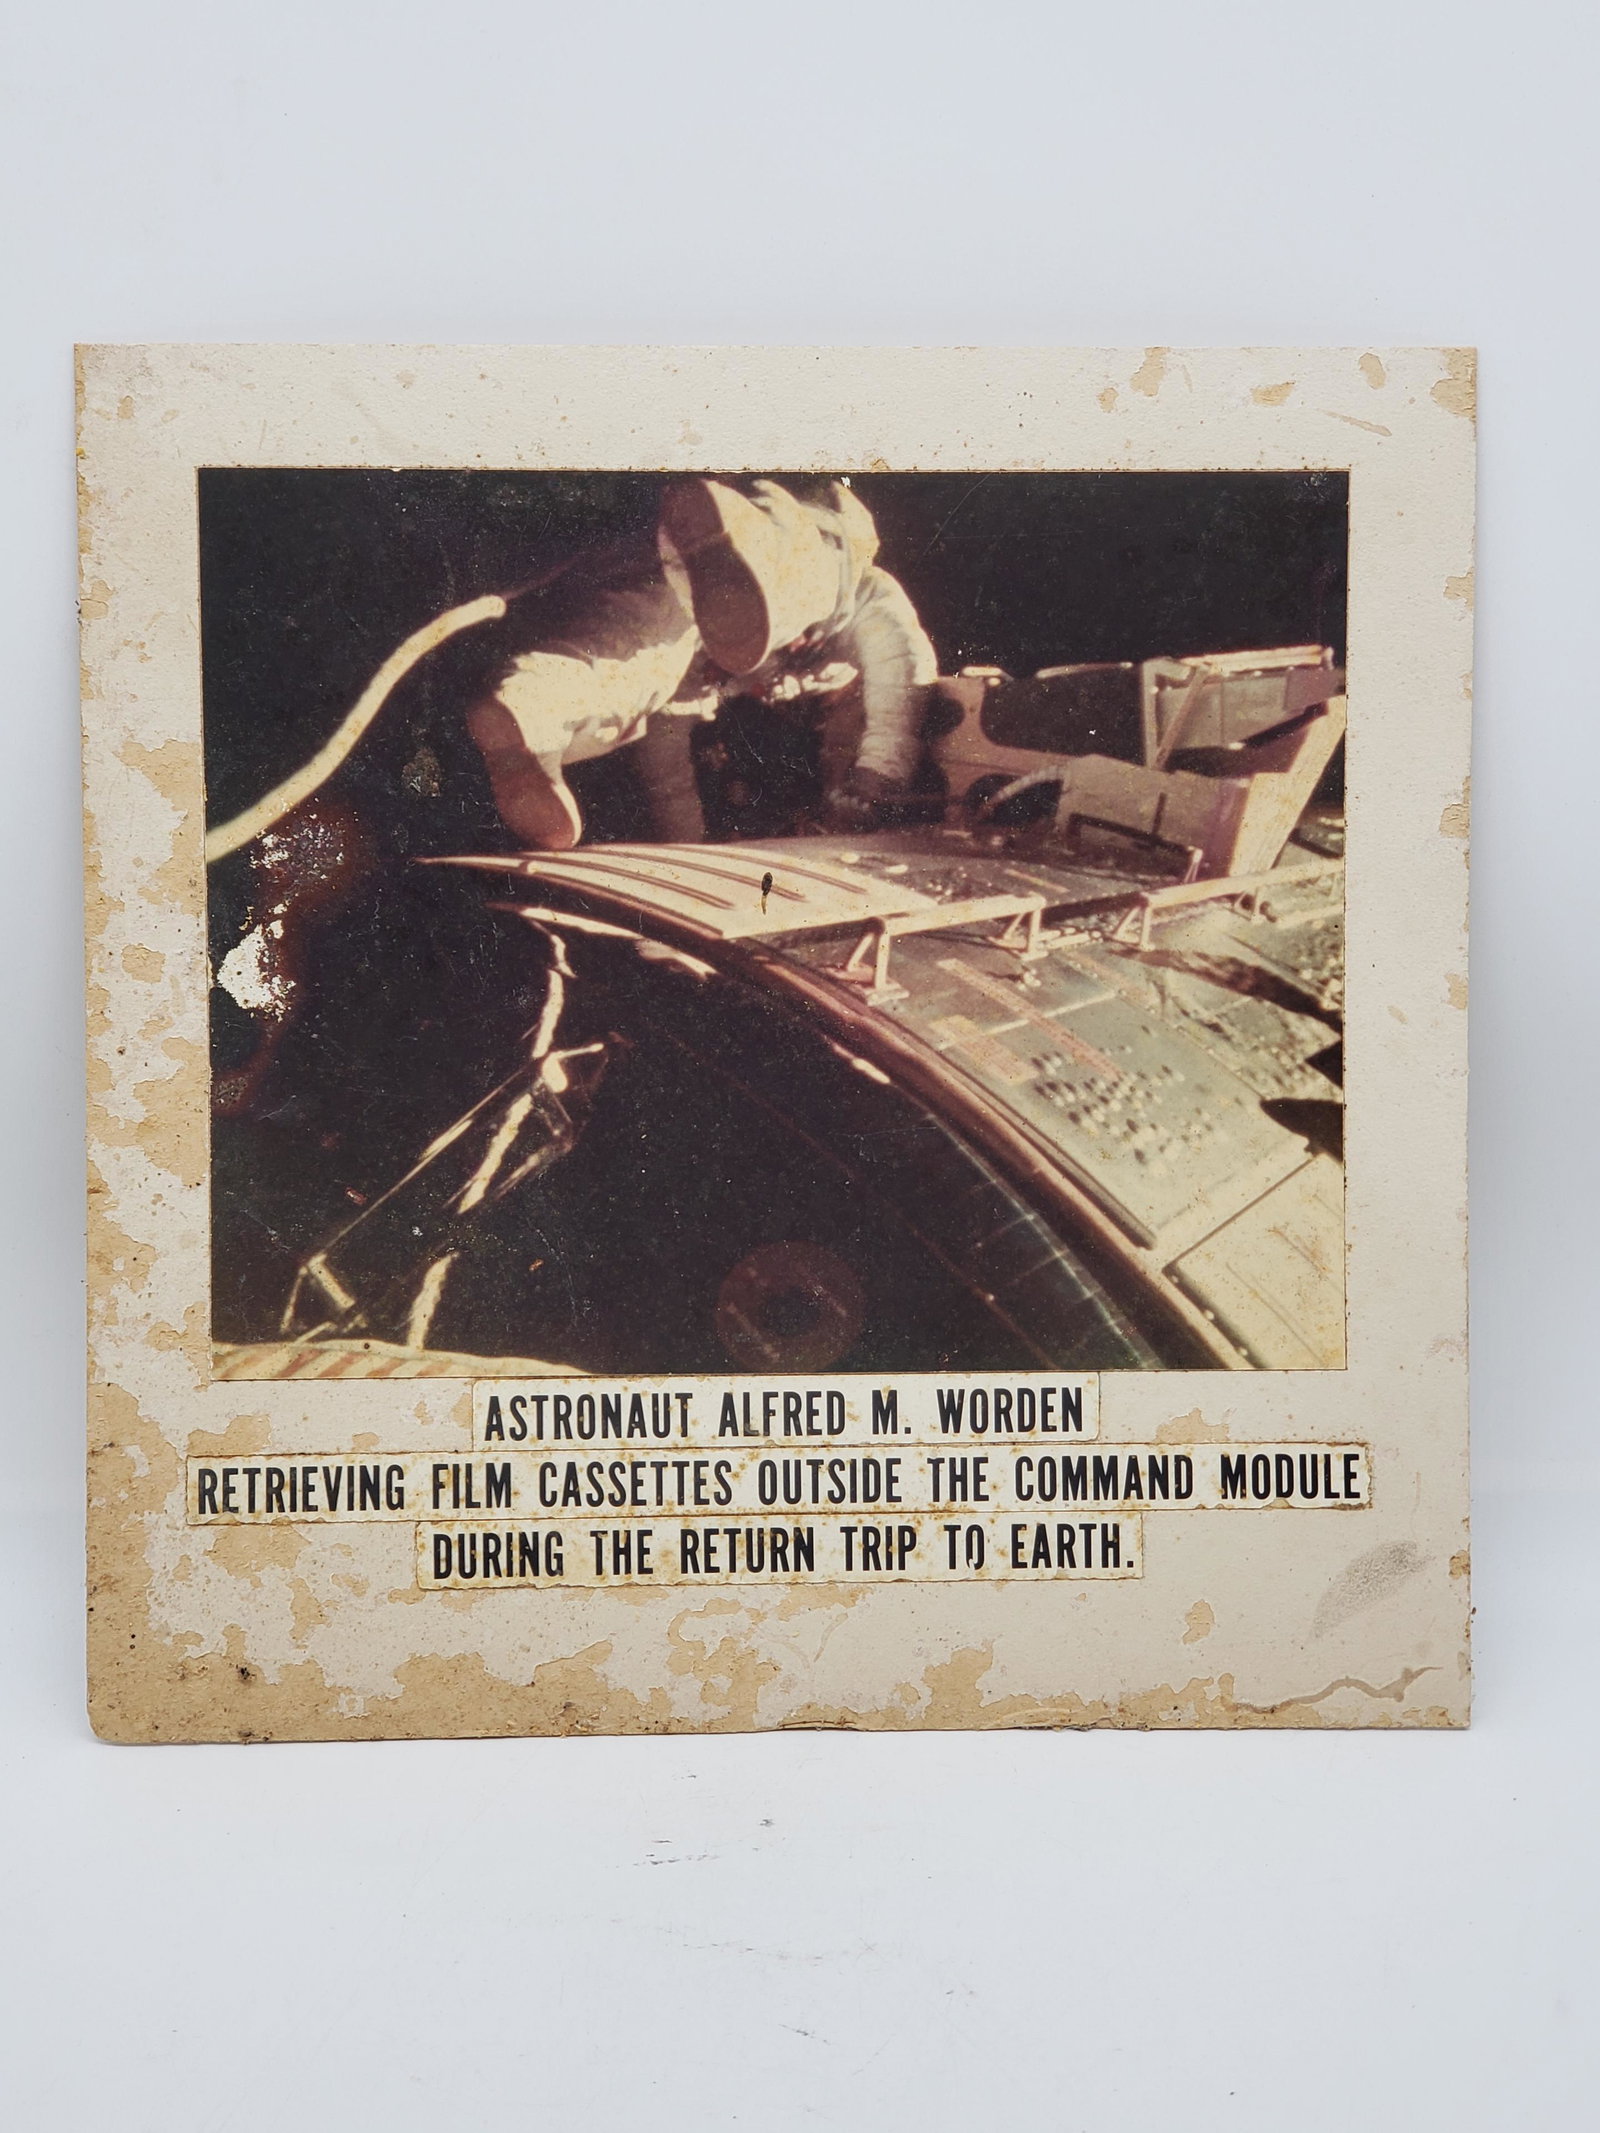 ASTRONAUT ALFRED M. WORDEN
RETRIEVING FILM CASSETTES OUTSIDE THE COMMAND MODULE
DURING THE RETURN TRIP TO EARTH.